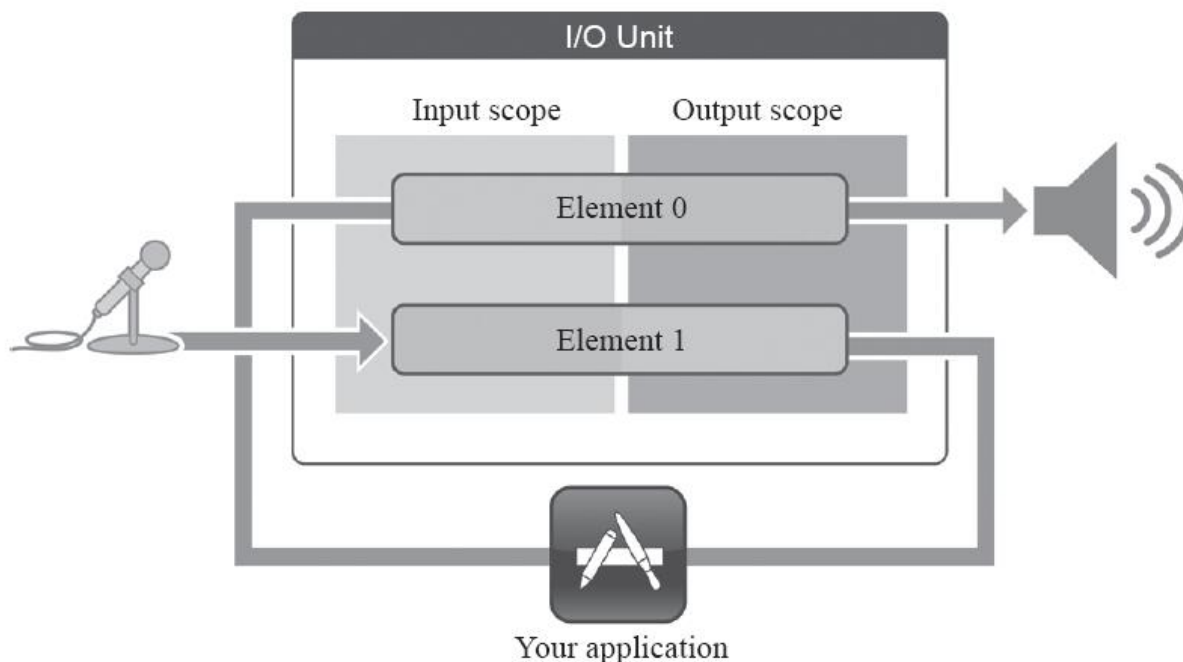 I/O Unit
Input scope
Output scope
Element 0
Element 1
Your application